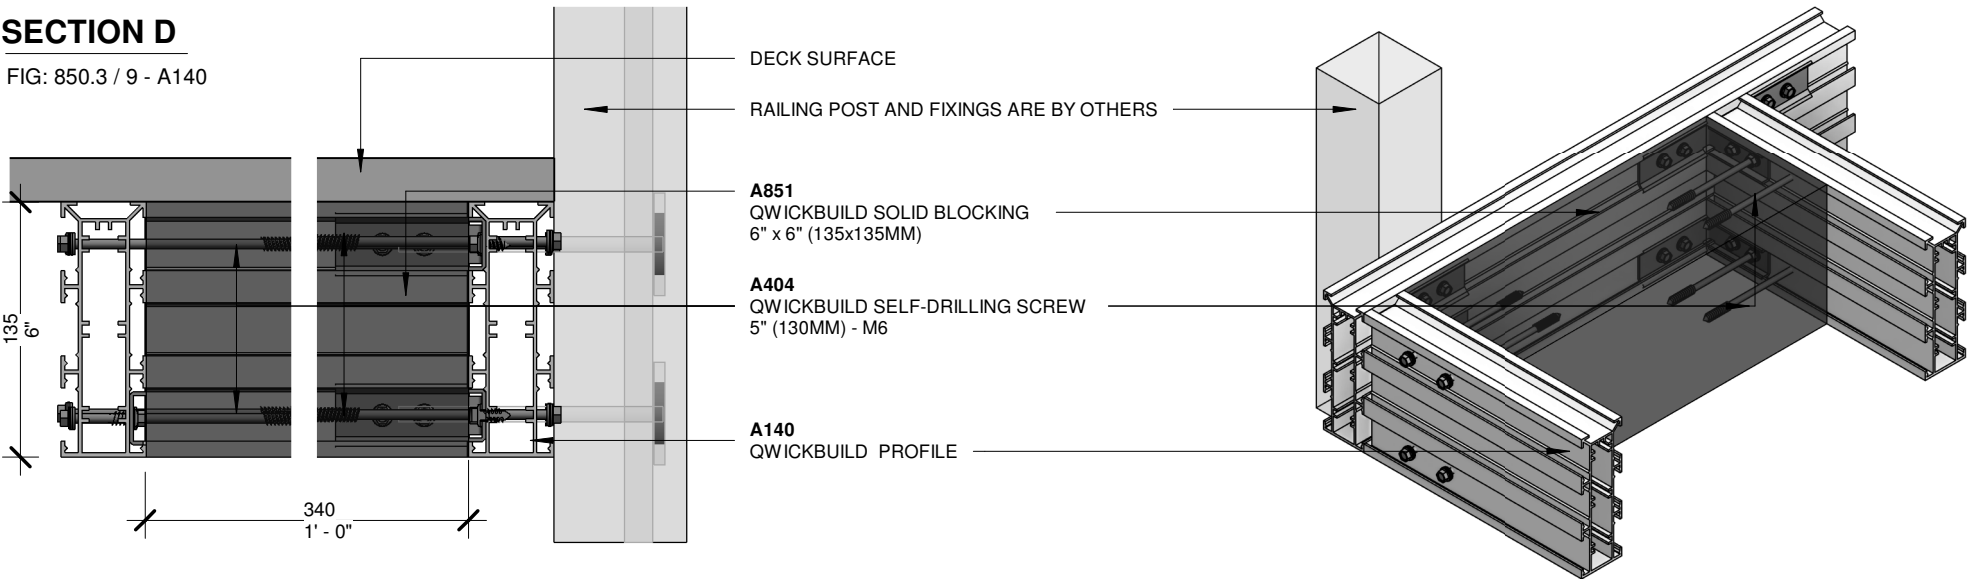 SECTION D
FIG: 850.3 / 9 - A140
DECK SURFACE
RAILING POST AND FIXINGS ARE BY OTHERS
A851
QWICKBUILD SOLID BLOCKING
6" x 6" (135x135MM)
A404
QWICKBUILD SELF-DRILLING SCREW
5" (130MM) - M6
A140
QWICKBUILD PROFILE
135
6"
340
1' - 0"